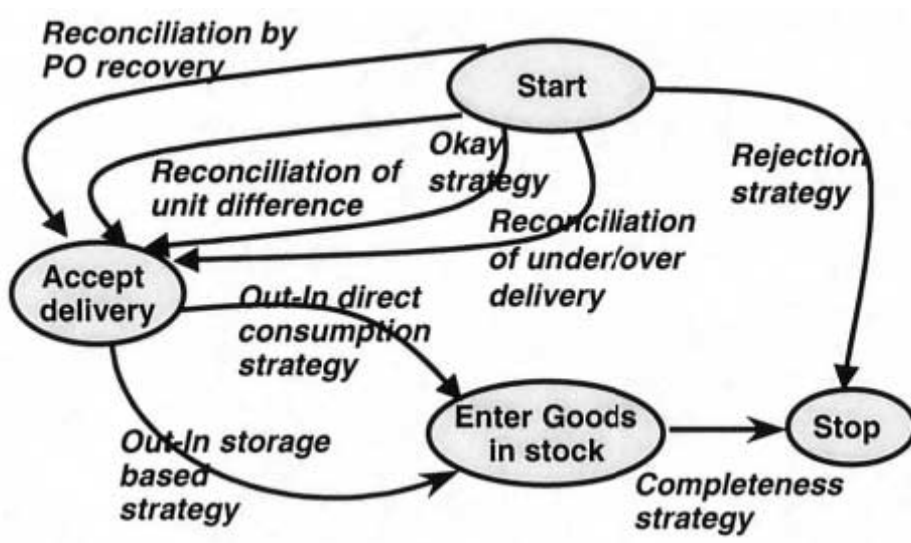 Reconciliation by
PO recovery
Start
Okay
strategy
Rejection
strategy
Reconciliation of
unit difference
Reconciliation
of under/over
delivery
Accept
delivery
Out-In direct
consumption
strategy
Enter Goods
in stock
Stop
Out-In storage
based
strategy
Completeness
strategy